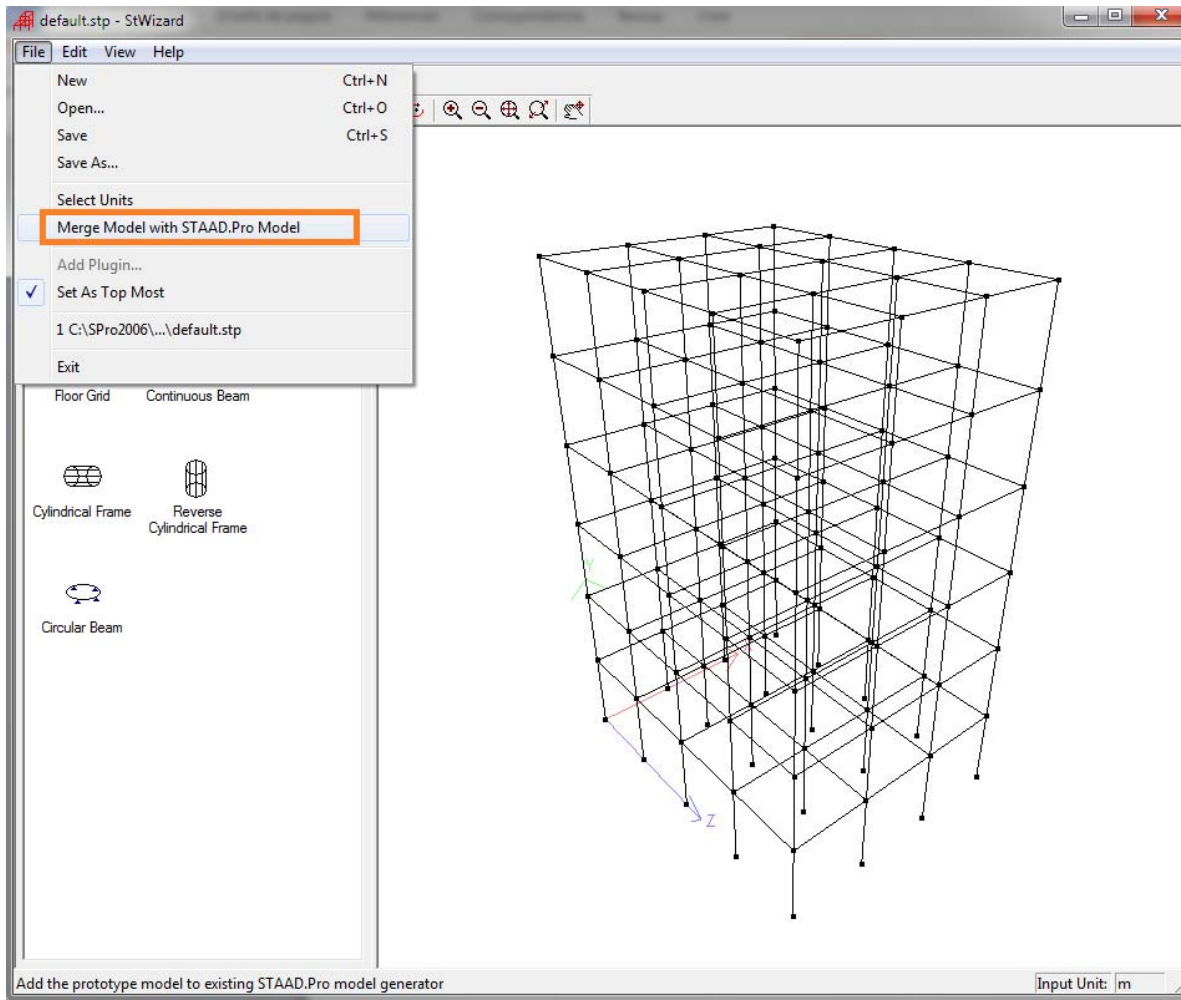 default.stp - StWizard
File Edit View Help
New Ctrl+N
Open... Ctrl+O
Save Ctrl+S
Save As...
Select Units
Merge Model with STAAD.Pro Model
Add Plugin...
Set As Top Most
1 C:\SPro2006\...\default.stp
Exit
Floor Grid Continuous Beam
Cylindrical Frame Reverse
Cylindrical Frame
Circular Beam
Y
Z
Add the prototype model to existing STAAD.Pro model generator
Input Unit: m